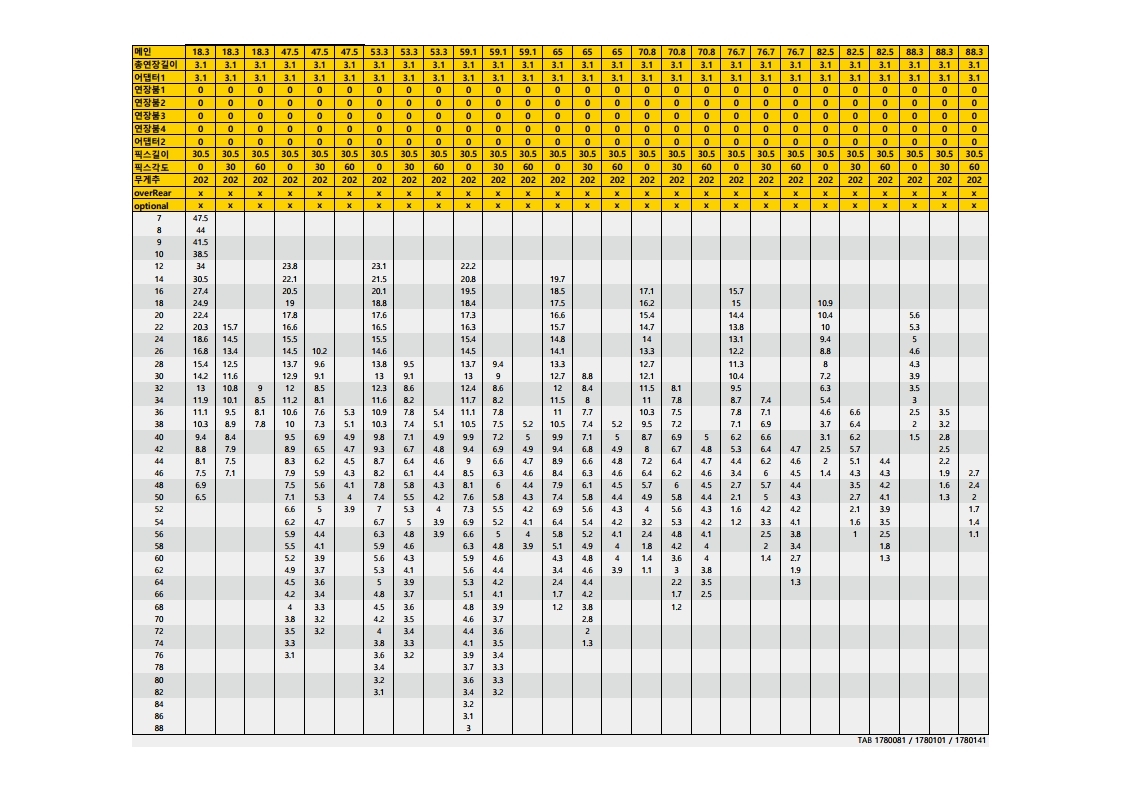 메인 18.3 18.3 18.3 47.5 47.5 47.5 53.3 53.3 53.3 59.1 59.1 59.1 65 65 65 70.8 70.8 70.8 76.7 76.7 76.7 82.5 82.5 82.5 88.3 88.3 88.3
총연장길이 3.1 3.1 3.1 3.1 3.1 3.1 3.1 3.1 3.1 3.1 3.1 3.1 3.1 3.1 3.1 3.1 3.1 3.1 3.1 3.1 3.1 3.1 3.1 3.1 3.1 3.1 3.1
어댑터1 3.1 3.1 3.1 3.1 3.1 3.1 3.1 3.1 3.1 3.1 3.1 3.1 3.1 3.1 3.1 3.1 3.1 3.1 3.1 3.1 3.1 3.1 3.1 3.1 3.1 3.1 3.1
연장붐1 0 0 0 0 0 0 0 0 0 0 0 0 0 0 0 0 0 0 0 0 0 0 0 0 0 0 0
연장붐2 0 0 0 0 0 0 0 0 0 0 0 0 0 0 0 0 0 0 0 0 0 0 0 0 0 0 0
연장붐3 0 0 0 0 0 0 0 0 0 0 0 0 0 0 0 0 0 0 0 0 0 0 0 0 0 0 0
연장붐4 0 0 0 0 0 0 0 0 0 0 0 0 0 0 0 0 0 0 0 0 0 0 0 0 0 0 0
어댑터2 0 0 0 0 0 0 0 0 0 0 0 0 0 0 0 0 0 0 0 0 0 0 0 0 0 0 0
픽스길이 30.5 30.5 30.5 30.5 30.5 30.5 30.5 30.5 30.5 30.5 30.5 30.5 30.5 30.5 30.5 30.5 30.5 30.5 30.5 30.5 30.5 30.5 30.5 30.5 30.5 30.5 30.5
픽스각도 0 30 60 0 30 60 0 30 60 0 30 60 0 30 60 0 30 60 0 30 60 0 30 60 0 30 60
무게추 202 202 202 202 202 202 202 202 202 202 202 202 202 202 202 202 202 202 202 202 202 202 202 202 202 202 202
overRear x x x x x x x x x x x x x x x x x x x x x x x x x x x
optional x x x x x x x x x x x x x x x x x x x x x x x x x x x
7 47.5
8 44
9 41.5
10 38.5
12 34 23.8 23.1 22.2
14 30.5 22.1 21.5 20.8 19.7
16 27.4 20.5 20.1 19.5 18.5 17.1 15.7
18 24.9 19 18.8 18.4 17.5 16.2 15 10.9
20 22.4 17.8 17.6 17.3 16.6 15.4 14.4 10.4 5.6
22 20.3 15.7 16.6 16.5 16.3 15.7 14.7 13.8 10 5.3
24 18.6 14.5 15.5 15.5 15.4 14.8 14 13.1 9.4 5
26 16.8 13.4 14.5 10.2 14.6 14.5 14.1 13.3 12.2 8.8 4.6
28 15.4 12.5 13.7 9.6 13.8 9.5 13.7 9.4 13.3 12.7 11.3 8 4.3
30 14.2 11.6 12.9 9.1 13 9.1 13 9 12.7 8.8 12.1 10.4 7.2 3.9
32 13 10.8 9 12 8.5 12.3 8.6 12.4 8.6 12 8.4 11.5 8.1 9.5 6.3 3.5
34 11.9 10.1 8.5 11.2 8.1 11.6 8.2 11.7 8.2 11.5 8 11 7.8 8.7 7.4 5.4 3
36 11.1 9.5 8.1 10.6 7.6 5.3 10.9 7.8 5.4 11.1 7.8 11 7.7 10.3 7.5 7.8 7.1 4.6 6.6 2.5 3.5
38 10.3 8.9 7.8 10 7.3 5.1 10.3 7.4 5.1 10.5 7.5 5.2 10.5 7.4 5.2 9.5 7.2 7.1 6.9 3.7 6.4 2 3.2
40 9.4 8.4 9.5 6.9 4.9 9.8 7.1 4.9 9.9 7.2 5 9.9 7.1 5 8.7 6.9 5 6.2 6.6 3.1 6.2 1.5 2.8
42 8.8 7.9 8.9 6.5 4.7 9.3 6.7 4.8 9.4 6.9 4.9 9.4 6.8 4.9 8 6.7 4.8 5.3 6.4 4.7 2.5 5.7 2.5
44 8.1 7.5 8.3 6.2 4.5 8.7 6.4 4.6 9 6.6 4.7 8.9 6.6 4.8 7.2 6.4 4.7 4.4 6.2 4.6 2 5.1 4.4 2.2
46 7.5 7.1 7.9 5.9 4.3 8.2 6.1 4.4 8.5 6.3 4.6 8.4 6.3 4.6 6.4 6.2 4.6 3.4 6 4.5 1.4 4.3 4.3 1.9 2.7
48 6.9 7.5 5.6 4.1 7.8 5.8 4.3 8.1 6 4.4 7.9 6.1 4.5 5.7 6 4.5 2.7 5.7 4.4 3.5 4.2 1.6 2.4
50 6.5 7.1 5.3 4 7.4 5.5 4.2 7.6 5.8 4.3 7.4 5.8 4.4 4.9 5.8 4.4 2.1 5 4.3 2.7 4.1 1.3 2
52 6.6 5 3.9 7 5.3 4 7.3 5.5 4.2 6.9 5.6 4.3 4 5.6 4.3 1.6 4.2 4.2 2.1 3.9 1.7
54 6.2 4.7 6.7 5 3.9 6.9 5.2 4.1 6.4 5.4 4.2 3.2 5.3 4.2 1.2 3.3 4.1 1.6 3.5 1.4
56 5.9 4.4 6.3 4.8 3.9 6.6 5 4 5.8 5.2 4.1 2.4 4.8 4.1 2.5 3.8 1 2.5 1.1
58 5.5 4.1 5.9 4.6 6.3 4.8 3.9 5.1 4.9 4 1.8 4.2 4 2 3.4 1.8
60 5.2 3.9 5.6 4.3 5.9 4.6 4.3 4.8 4 1.4 3.6 4 1.4 2.7 1.3
62 4.9 3.7 5.3 4.1 5.6 4.4 3.4 4.6 3.9 1.1 3 3.8 1.9
64 4.5 3.6 5 3.9 5.3 4.2 2.4 4.4 2.2 3.5 1.3
66 4.2 3.4 4.8 3.7 5.1 4.1 1.7 4.2 1.7 2.5
68 4 3.3 4.5 3.6 4.8 3.9 1.2 3.8 1.2
70 3.8 3.2 4.2 3.5 4.6 3.7 2.8
72 3.5 3.2 4 3.4 4.4 3.6 2
74 3.3 3.8 3.3 4.1 3.5 1.3
76 3.1 3.6 3.2 3.9 3.4
78 3.4 3.7 3.3
80 3.2 3.6 3.3
82 3.1 3.4 3.2
84 3.2
86 3.1
88 3
TAB 1780081 / 1780101 / 1780141